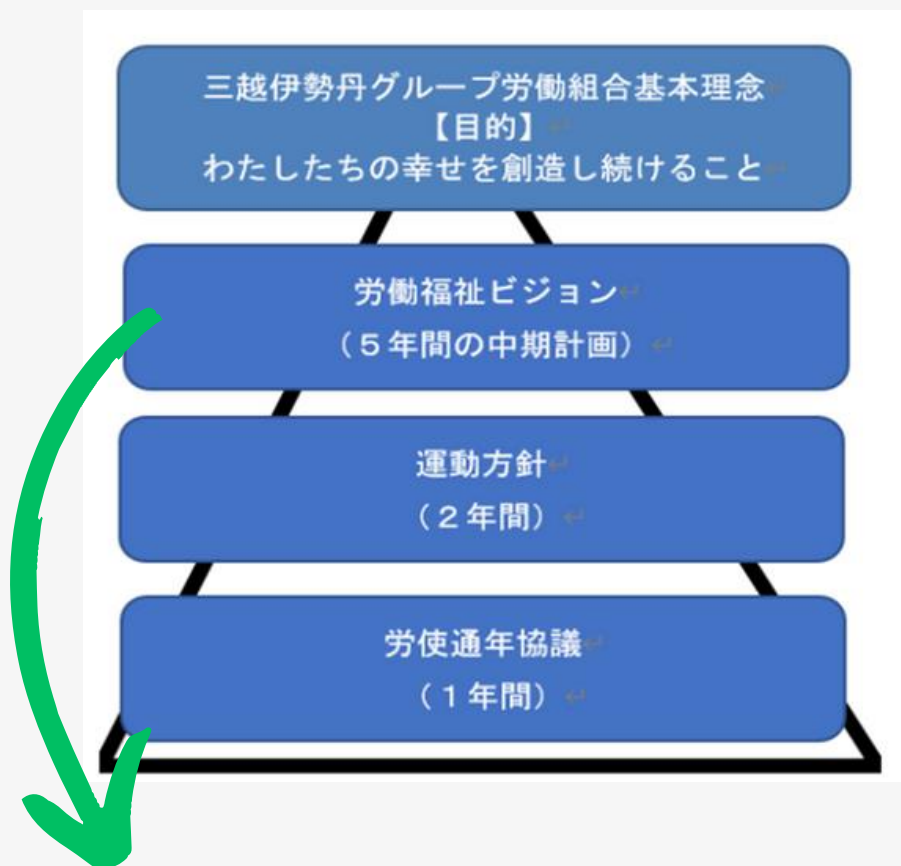 三越伊勢丹グループ労働組合基本理念
【目的】
わたしたちの幸せを創造し続けること
労働福祉ビジョン
（５年間の中期計画）
運動方針
（２年間）
労使通年協議
（１年間）